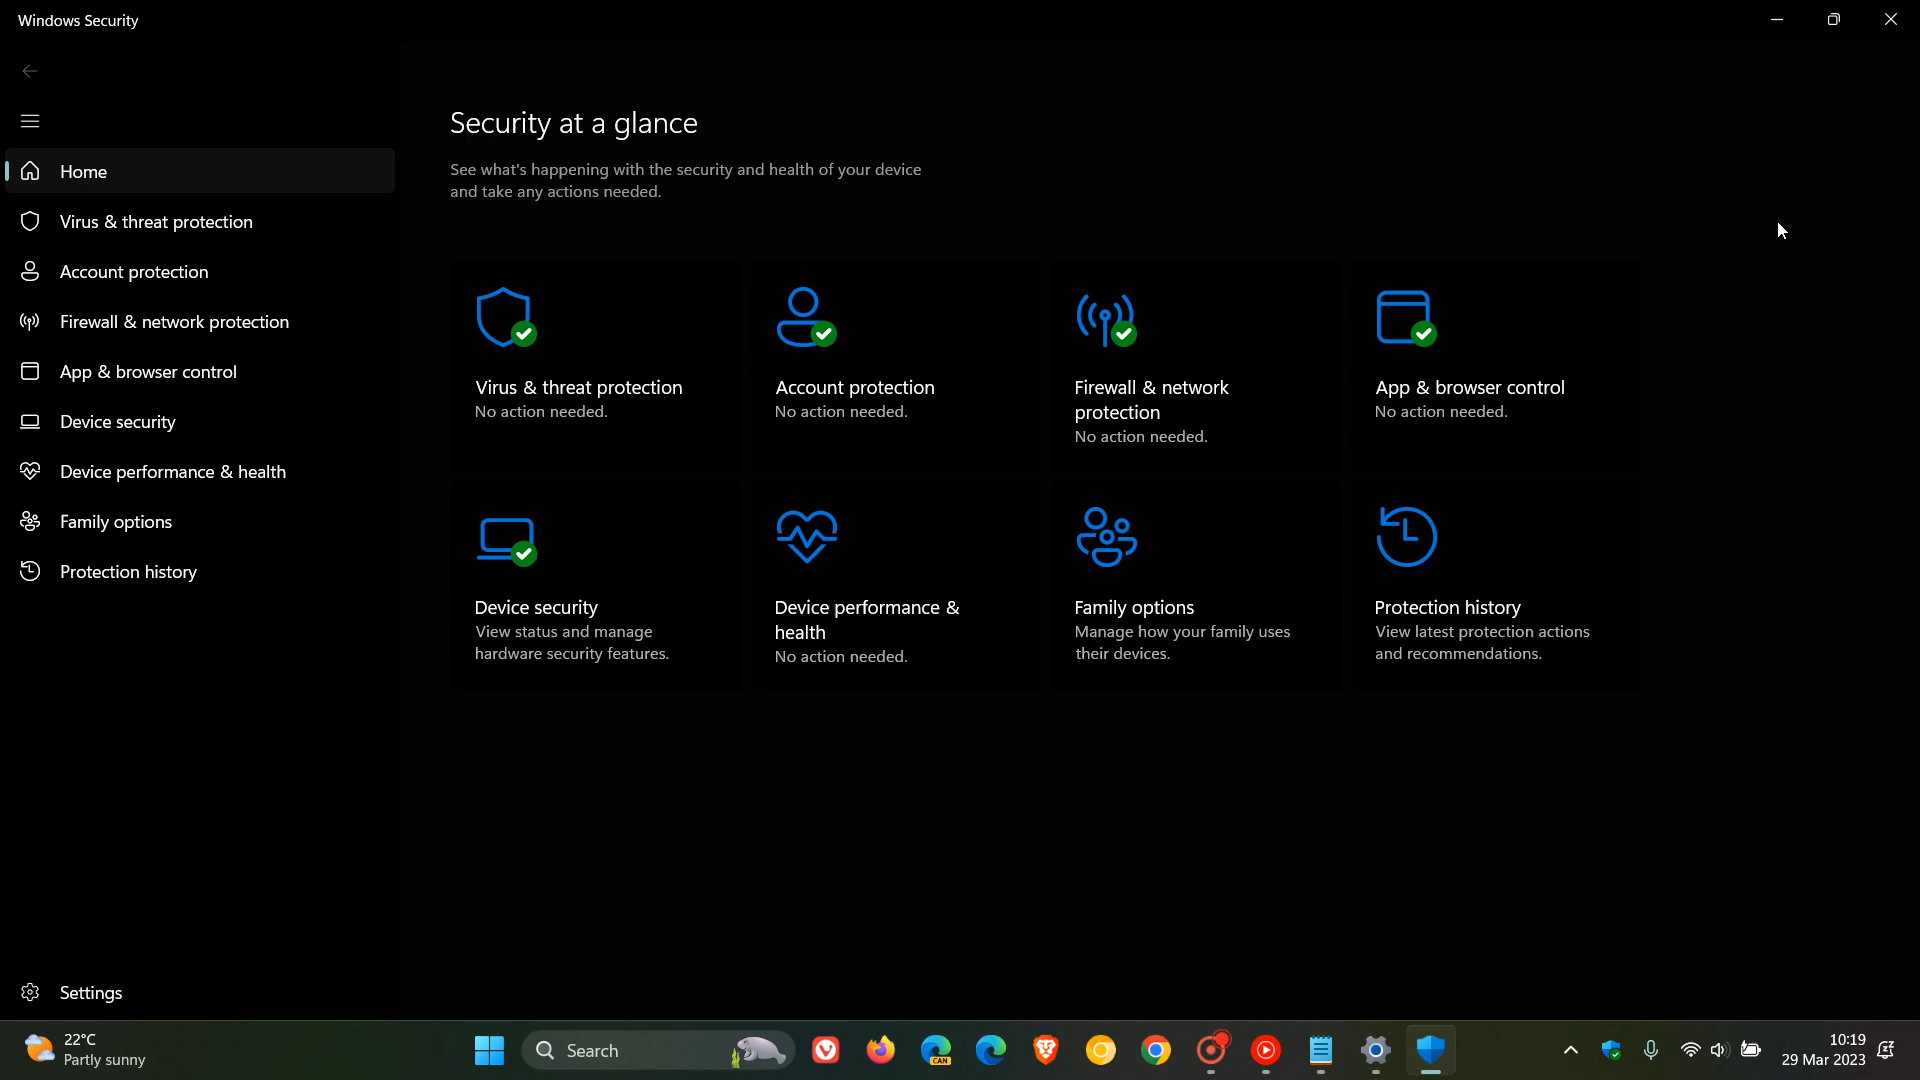 Windows Security
Home
Virus & threat protection
Account protection
Firewall & network protection
App & browser control
Device security
Device performance & health
Family options
Protection history
Settings
Security at a glance
See what's happening with the security and health of your device
and take any actions needed.
Virus & threat protection
No action needed.
Account protection
No action needed.
Firewall & network
protection
No action needed.
App & browser control
No action needed.
Device security
View status and manage
hardware security features.
Device performance &
health
No action needed.
Family options
Manage how your family uses
their devices.
Protection history
View latest protection actions
and recommendations.
22°C
Partly sunny
Search
CAN
10:19
29 Mar 2023